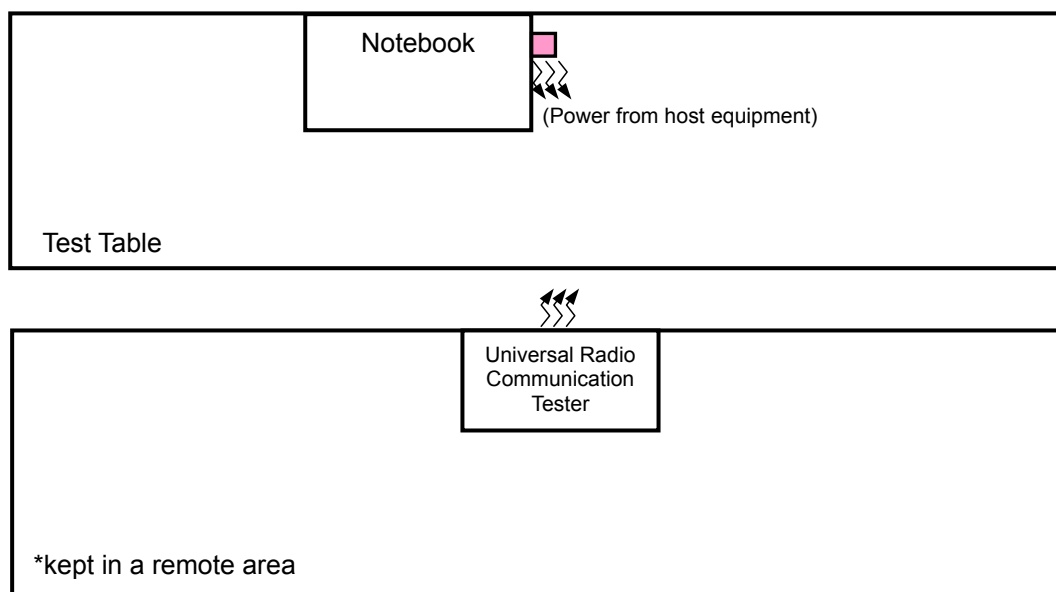 Notebook
(Power from host equipment)
Test Table
Universal Radio
Communication
Tester
*kept in a remote area